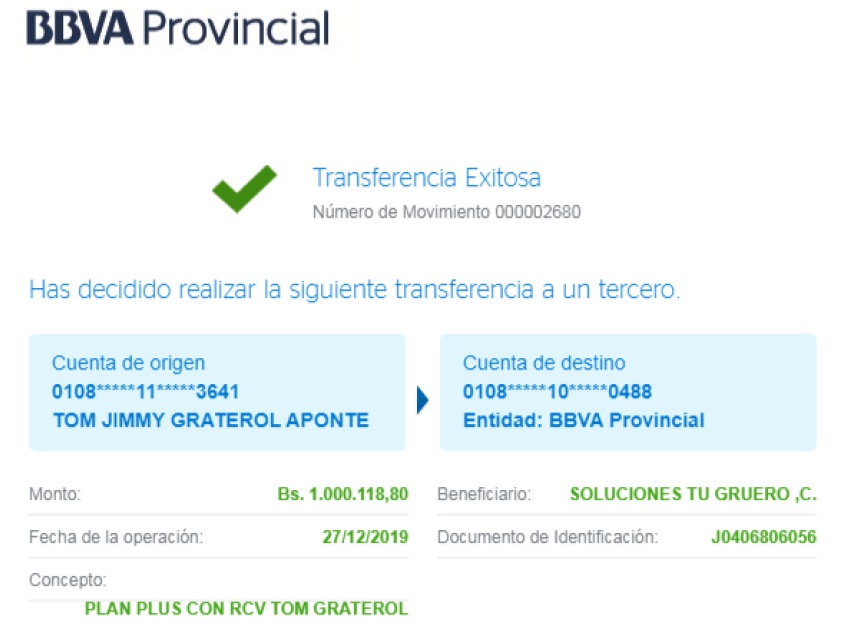 BBVA Provincial
Transferencia Exitosa
Número de Movimiento 000002680
Has decidido realizar la siguiente transferencia a un tercero.
Cuenta de origen
0108*****11*****3641
TOM JIMMY GRATEROL APONTE
Cuenta de destino
0108*****10*****0488
Entidad: BBVA Provincial
Monto: Bs. 1.000.118,80
Fecha de la operación: 27/12/2019
Concepto:
PLAN PLUS CON RCV TOM GRATEROL
Beneficiario: SOLUCIONES TU GRUERO ,C.
Documento de Identificación: J0406806056